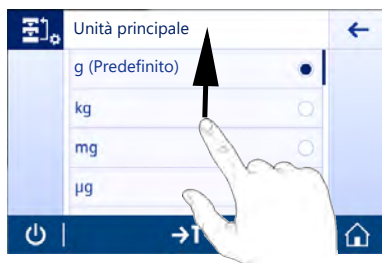 Unità principale
g (Predefinito)
kg
mg
µg
→T